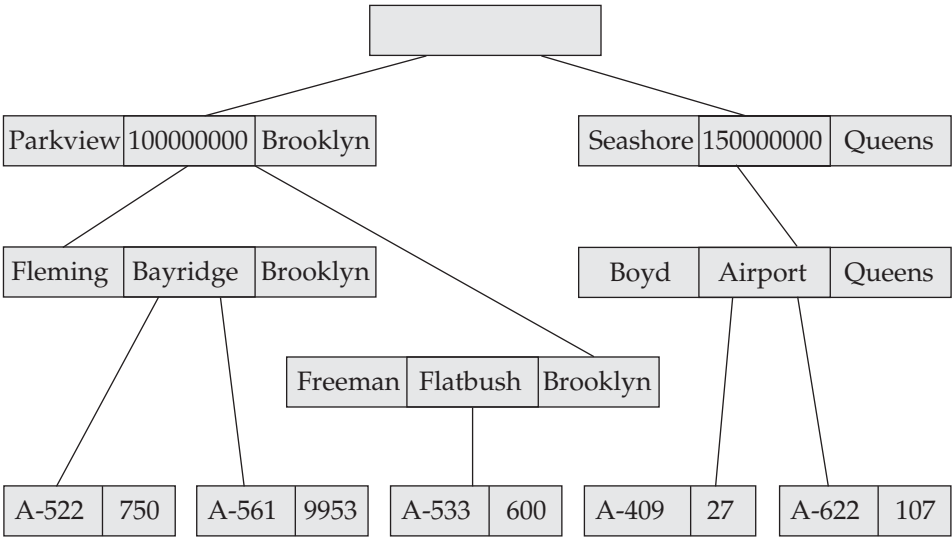 Parkview 100000000 Brooklyn
Seashore 150000000 Queens
Fleming Bayridge Brooklyn
Boyd Airport Queens
Freeman Flatbush Brooklyn
A-522 750
A-561 9953
A-533 600
A-409 27
A-622 107